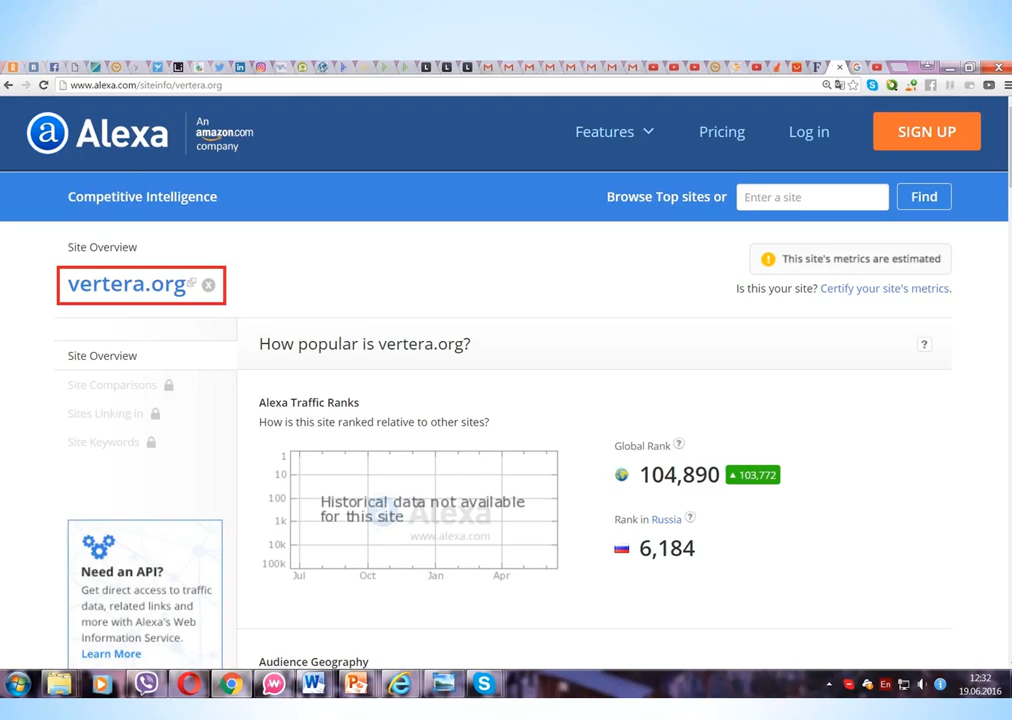 www.alexa.com/siteinfo/vertera.org
Alexa
An
amazon.com
company
Features
Pricing
Log in
SIGN UP
Competitive Intelligence
Browse Top sites or
Enter a site
Find
Site Overview
vertera.org
This site's metrics are estimated
Is this your site? Certify your site's metrics.
Site Overview
Site Comparisons
Sites Linking in
Site Keywords
How popular is vertera.org?
?
Alexa Traffic Ranks
How is this site ranked relative to other sites?
1
10
100
1k
10k
100k
Historical data not available
for this site
Alexa
www.alexa.com
Jul
Oct
Jan
Apr
Global Rank ?
104,890
103,772
Rank in Russia ?
6,184
Need an API?
Get direct access to traffic
data, related links and
more with Alexa's Web
Information Service.
Learn More
Audience Geography
En
12:32
19.06.2016